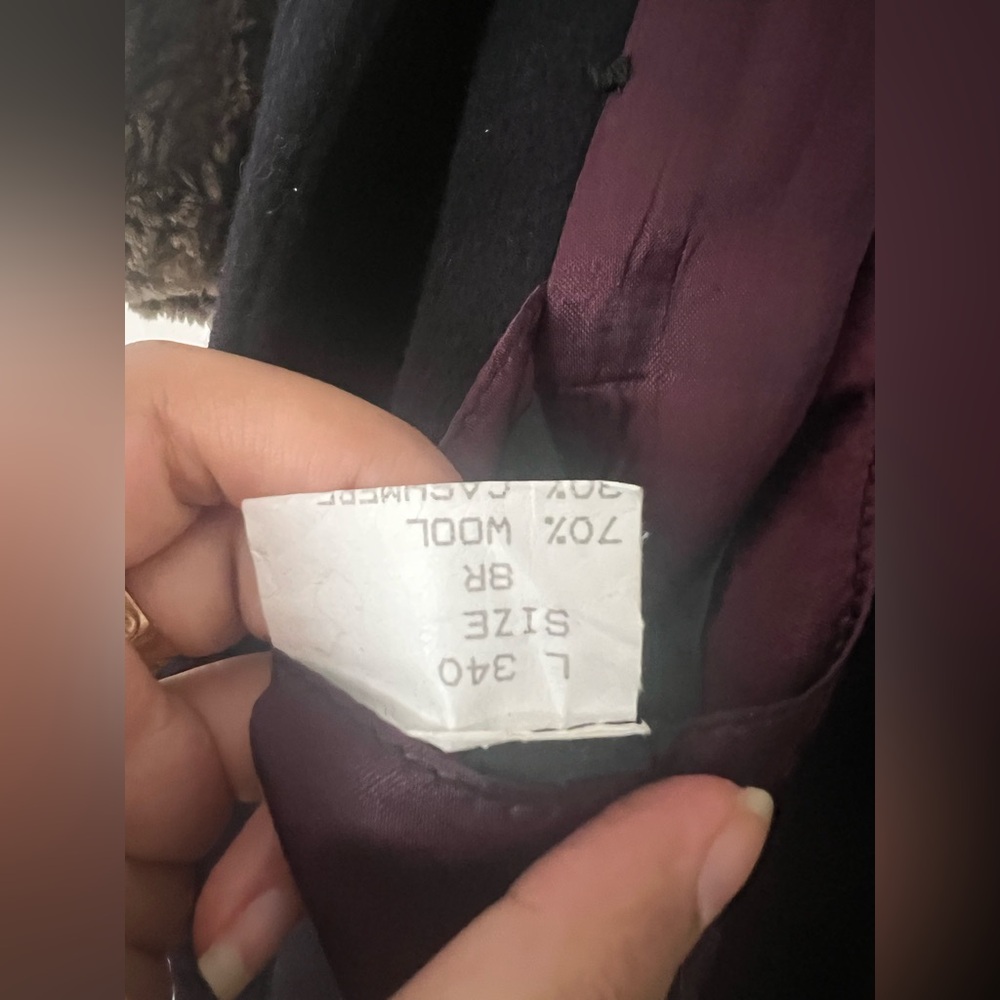 L 340
SIZE
8R
70% WOOL
30% CASHMERE